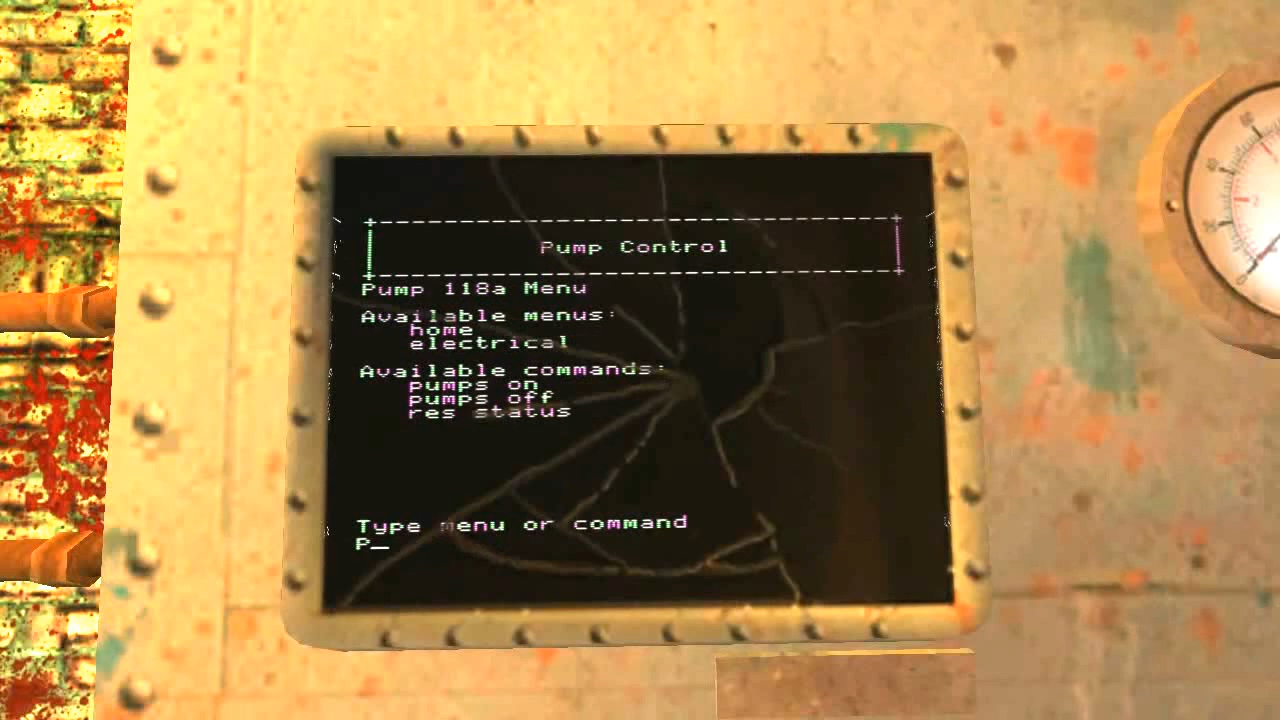 Pump Control
Pump 118a Menu
Available menus:
home
electrical
Available commands:
pumps on
pumps off
res status
Type menu or command
P_